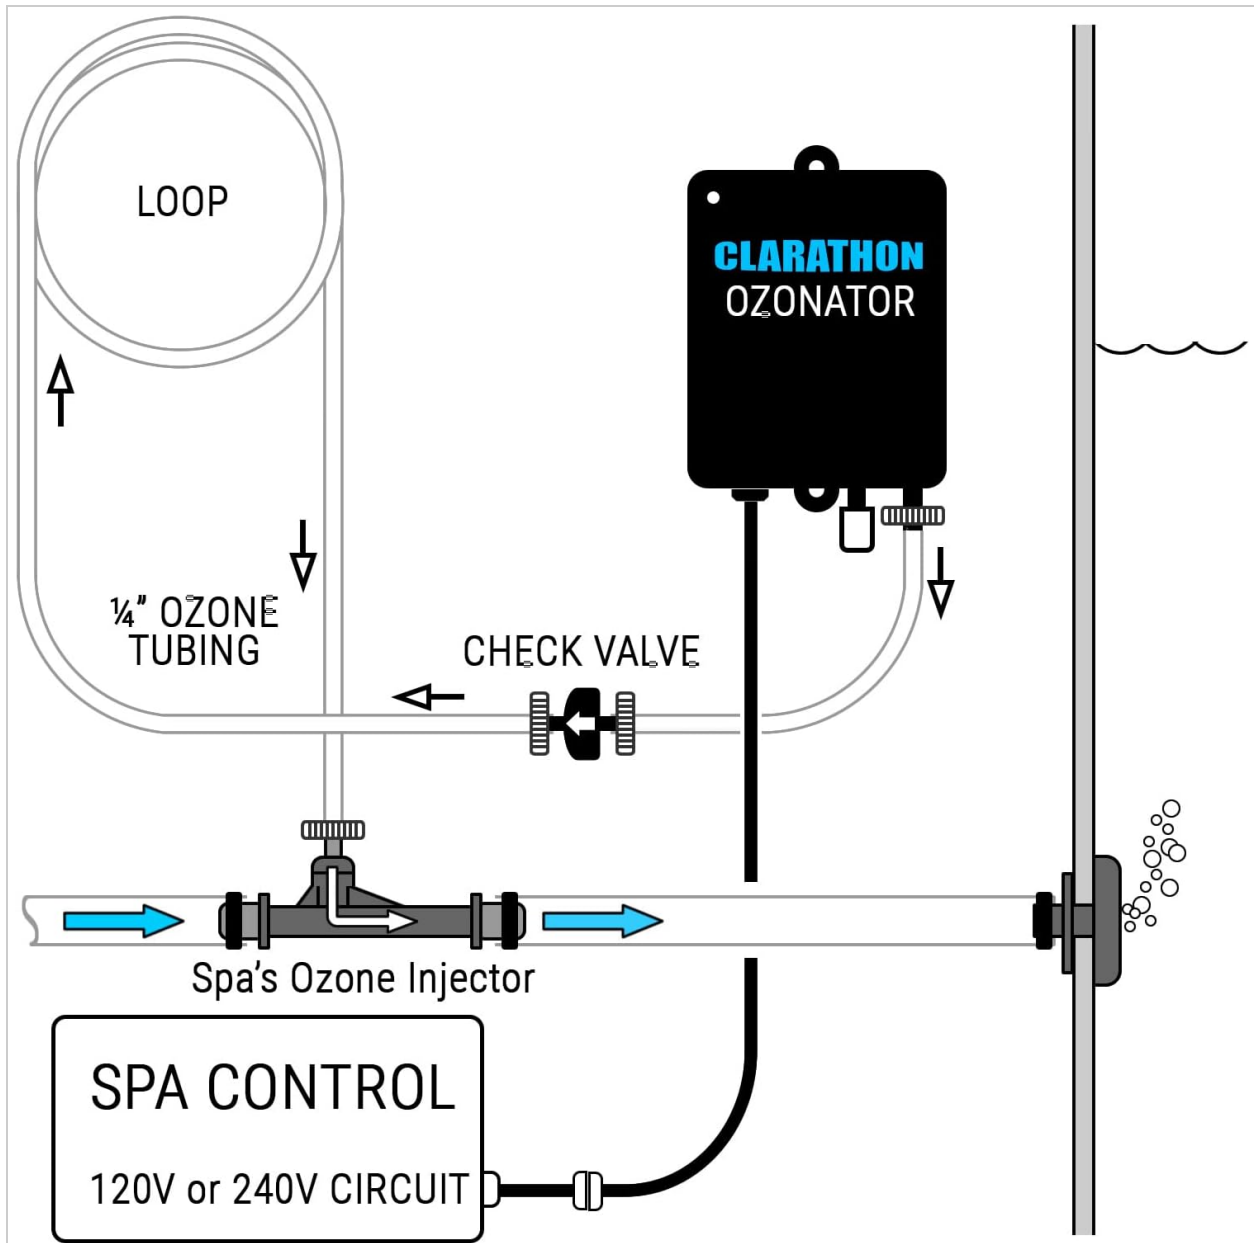 LOOP
CLARATHON
OZONATOR
¼” OZONE
TUBING
CHECK VALVE
Spa’s Ozone Injector
SPA CONTROL
120V or 240V CIRCUIT